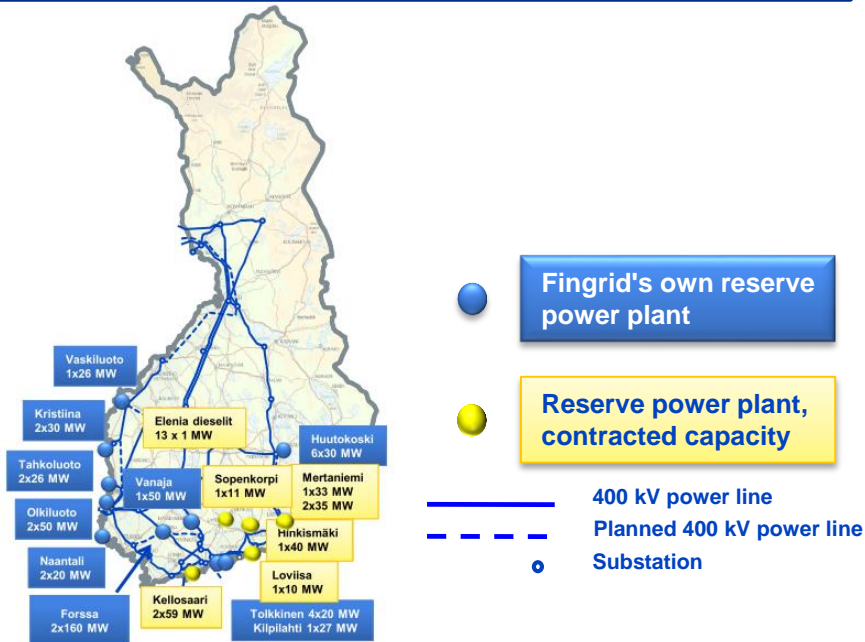 Vaskiluoto
1x26 MW
Kristiina
2x30 MW
Elenia dieselit
13 x 1 MW
Huutokoski
6x30 MW
Tahkoluoto
2x26 MW
Vanaja
1x50 MW
Sopenkorpi
1x11 MW
Mertaniemi
1x33 MW
2x35 MW
Olkiluoto
2x50 MW
Hinkismäki
1x40 MW
Naantali
2x20 MW
Loviisa
1x10 MW
Forssa
2x160 MW
Kellosaari
2x59 MW
Tolkkinen 4x20 MW
Kilpilahti 1x27 MW
Fingrid's own reserve
power plant
Reserve power plant,
contracted capacity
400 kV power line
Planned 400 kV power line
Substation